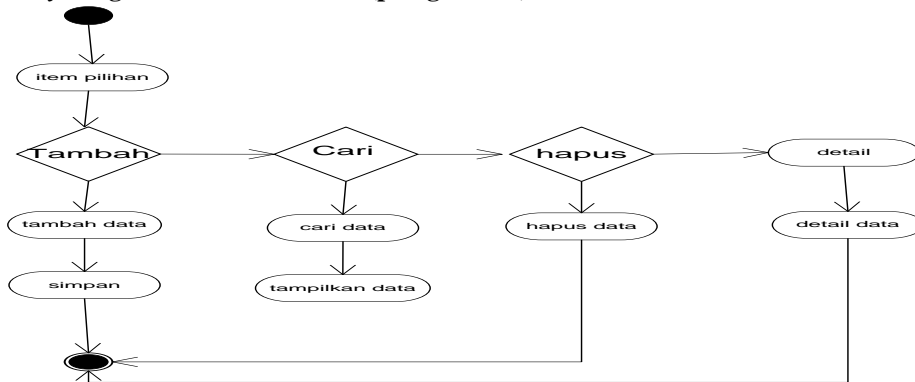 item pilihan
Tambah
Cari
hapus
detail
tambah data
cari data
hapus data
detail data
simpan
tampilkan data